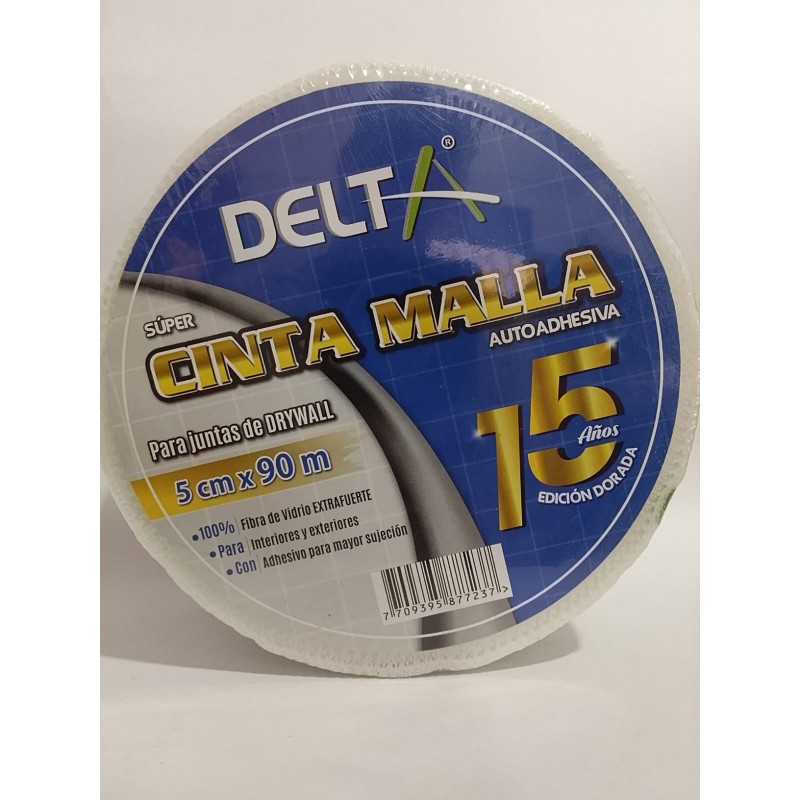 DELTA®
SÚPER
CINTA MALLA
AUTOADHESIVA
Para juntas de DRYWALL
5 cm x 90 m
15
Años
EDICIÓN DORADA
•100% Fibra de Vidrio EXTRAFUERTE
•Para Interiores y exteriores
•Con Adhesivo para mayor sujeción
7 709395 877237 >